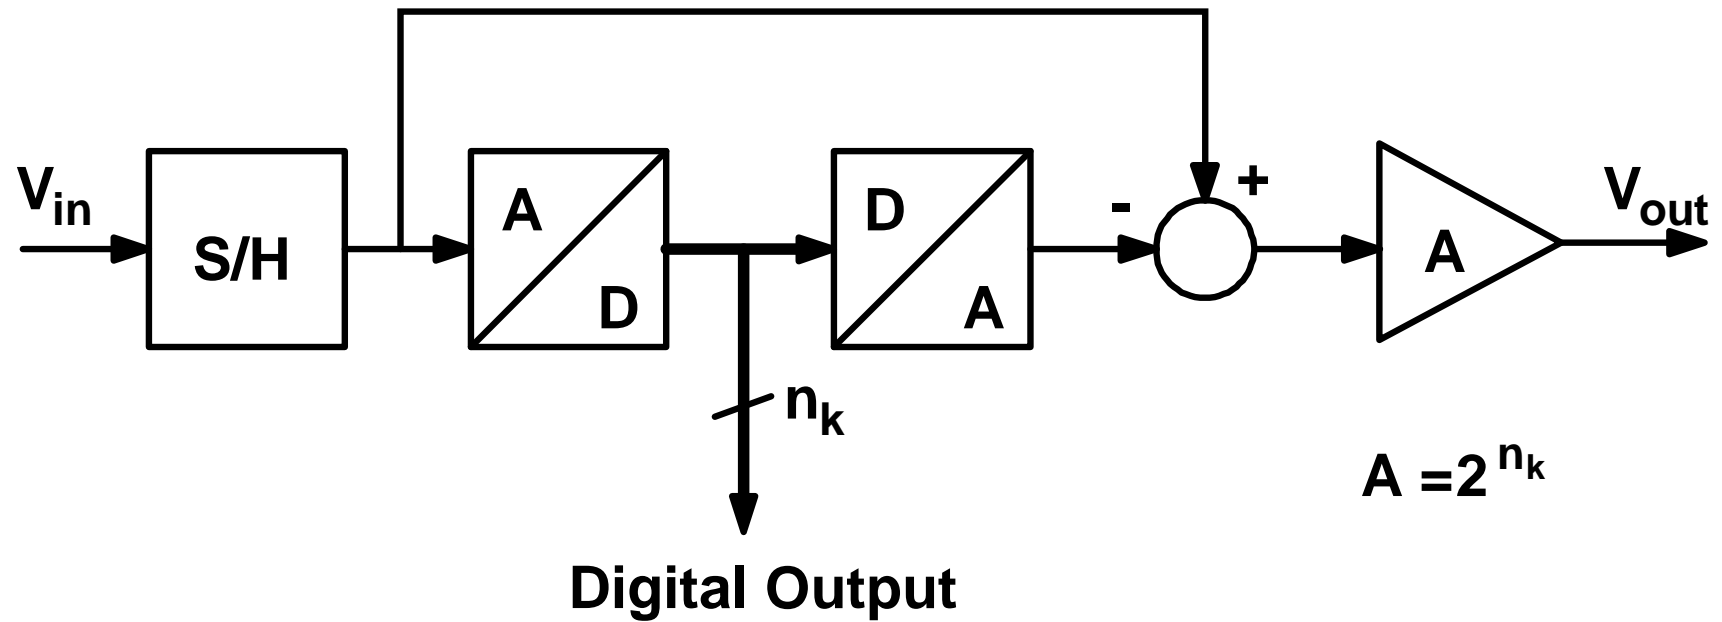 V_in
S/H
A
D
D
A
-
+
A
V_out
n_k
A =2^n_k
Digital Output